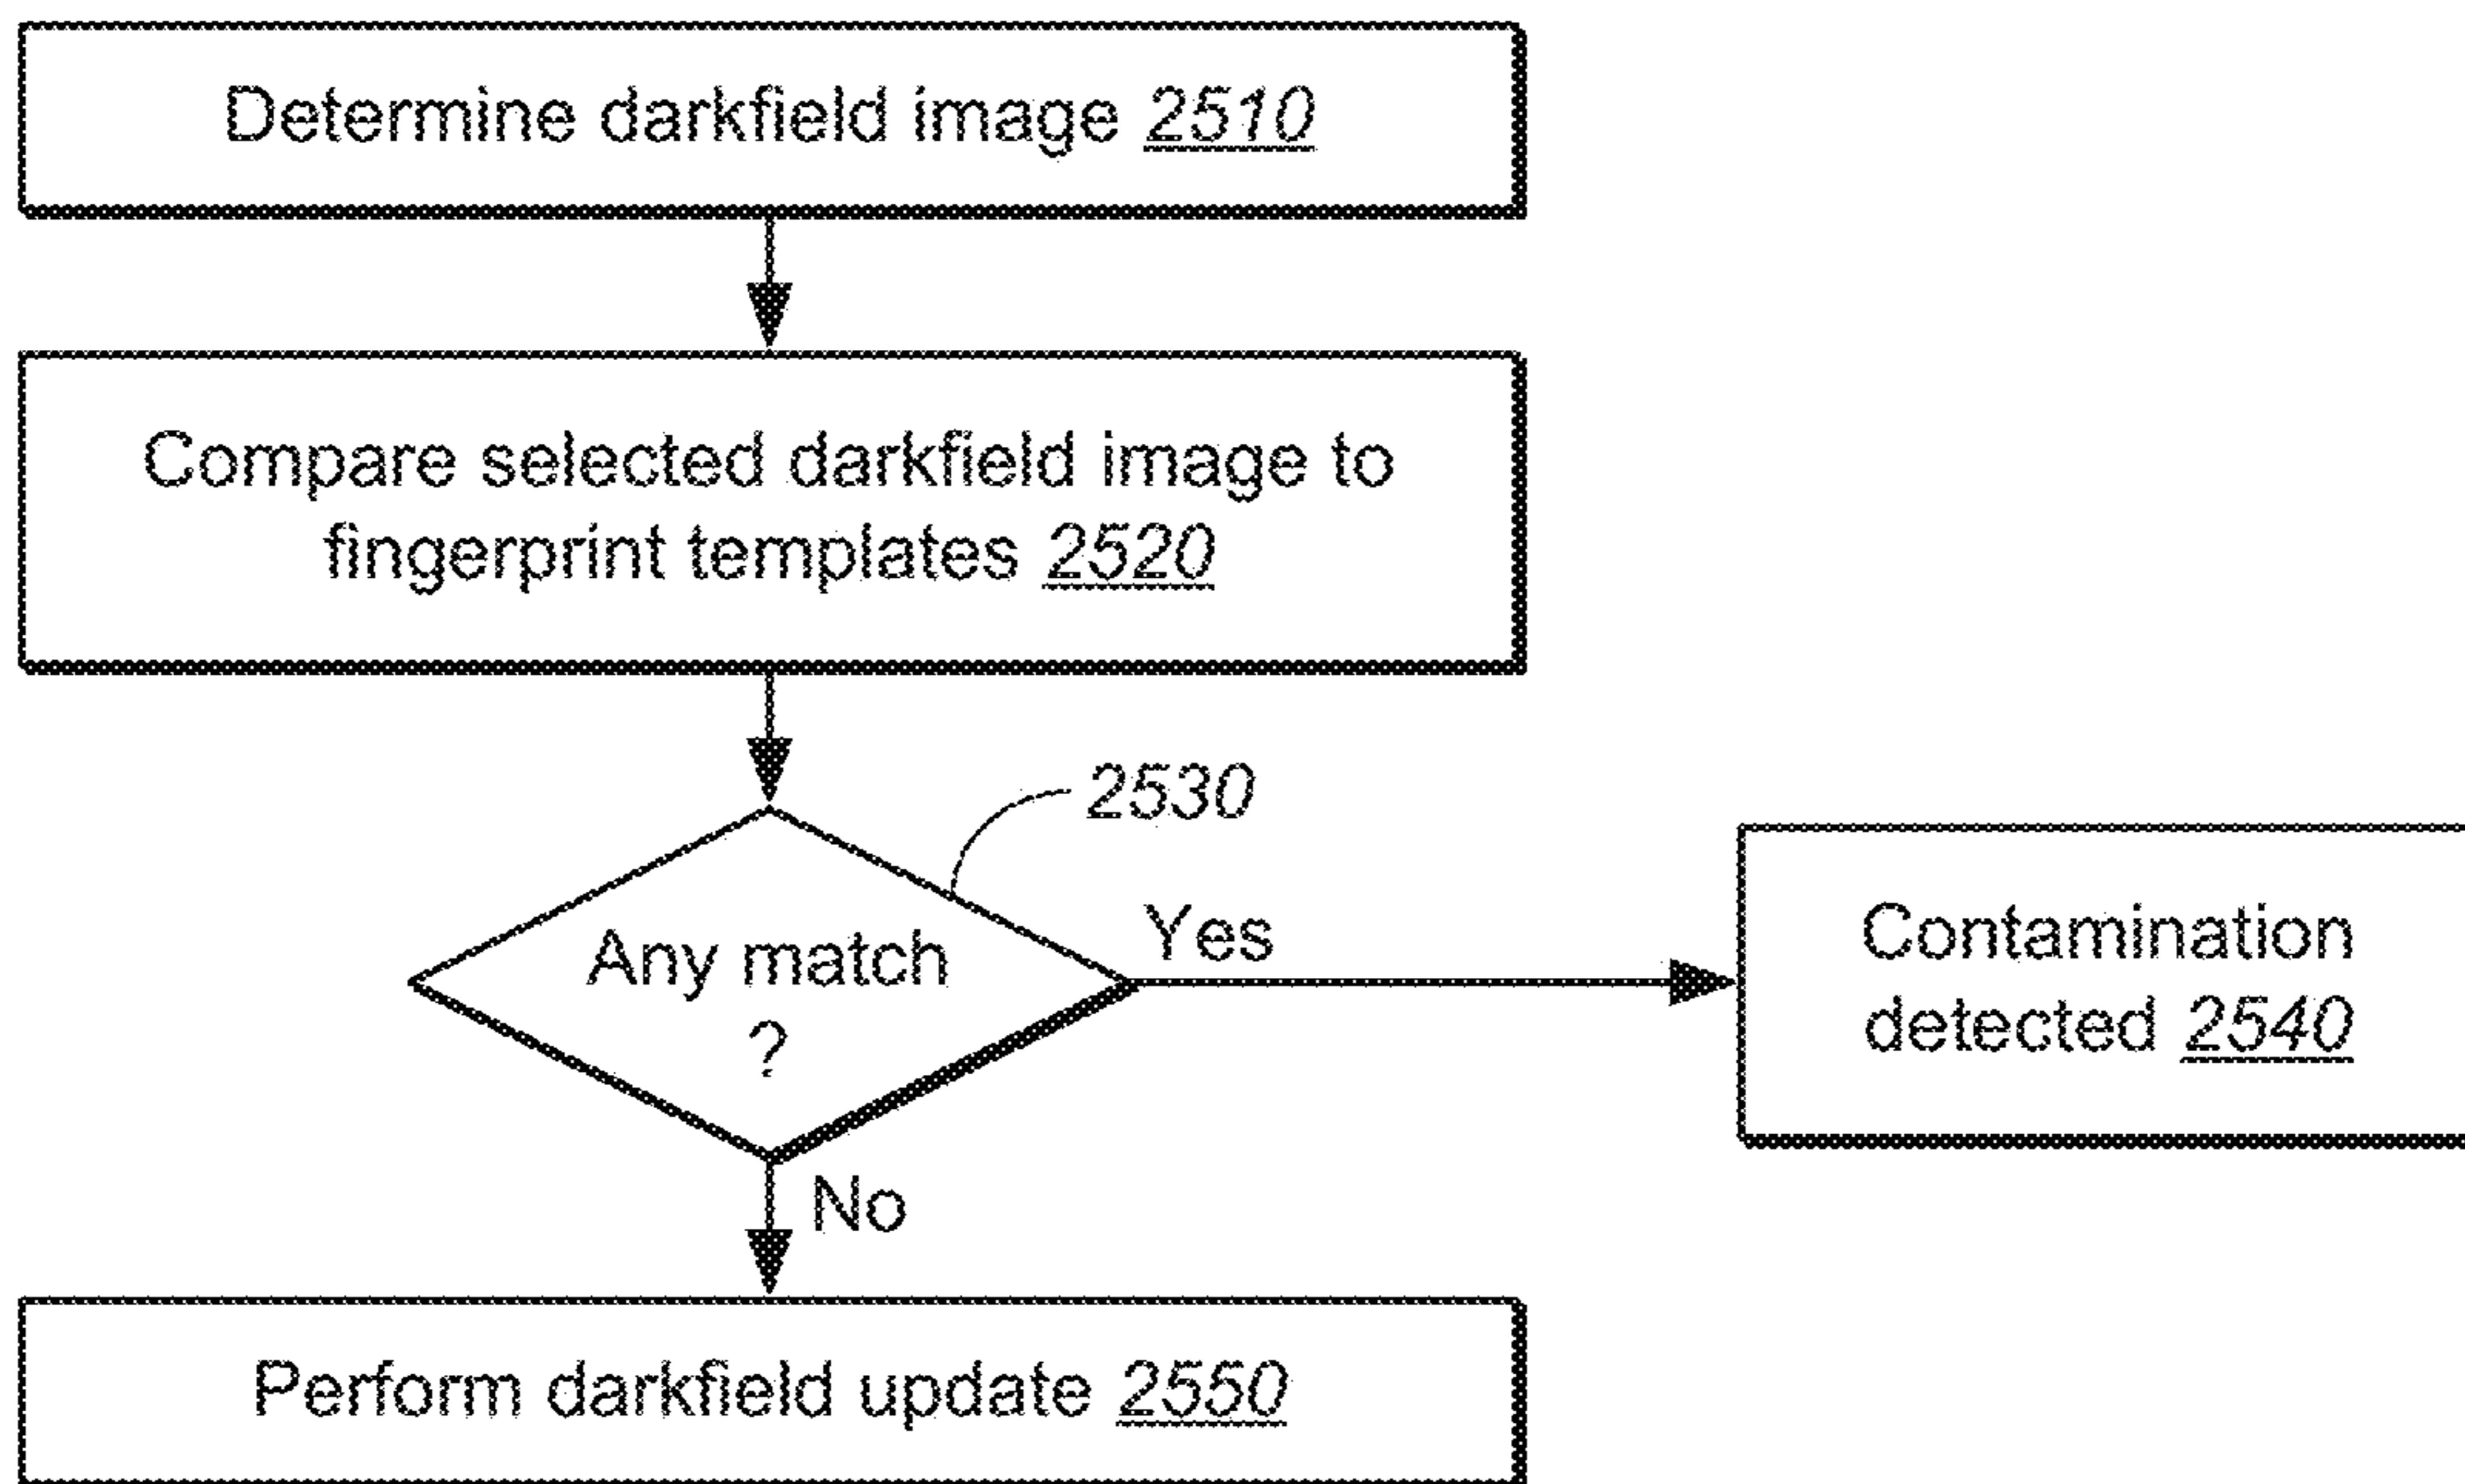 Determine darkfield image 2510
Compare selected darkfield image to
fingerprint templates 2520
2530
Any match
?
Yes
Contamination
detected 2540
No
Perform darkfield update 2550